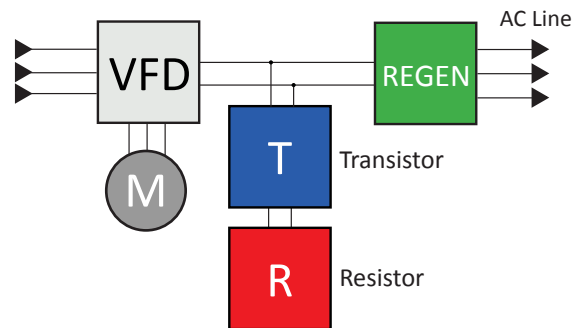 AC Line
VFD
REGEN
T
Transistor
M
R
Resistor